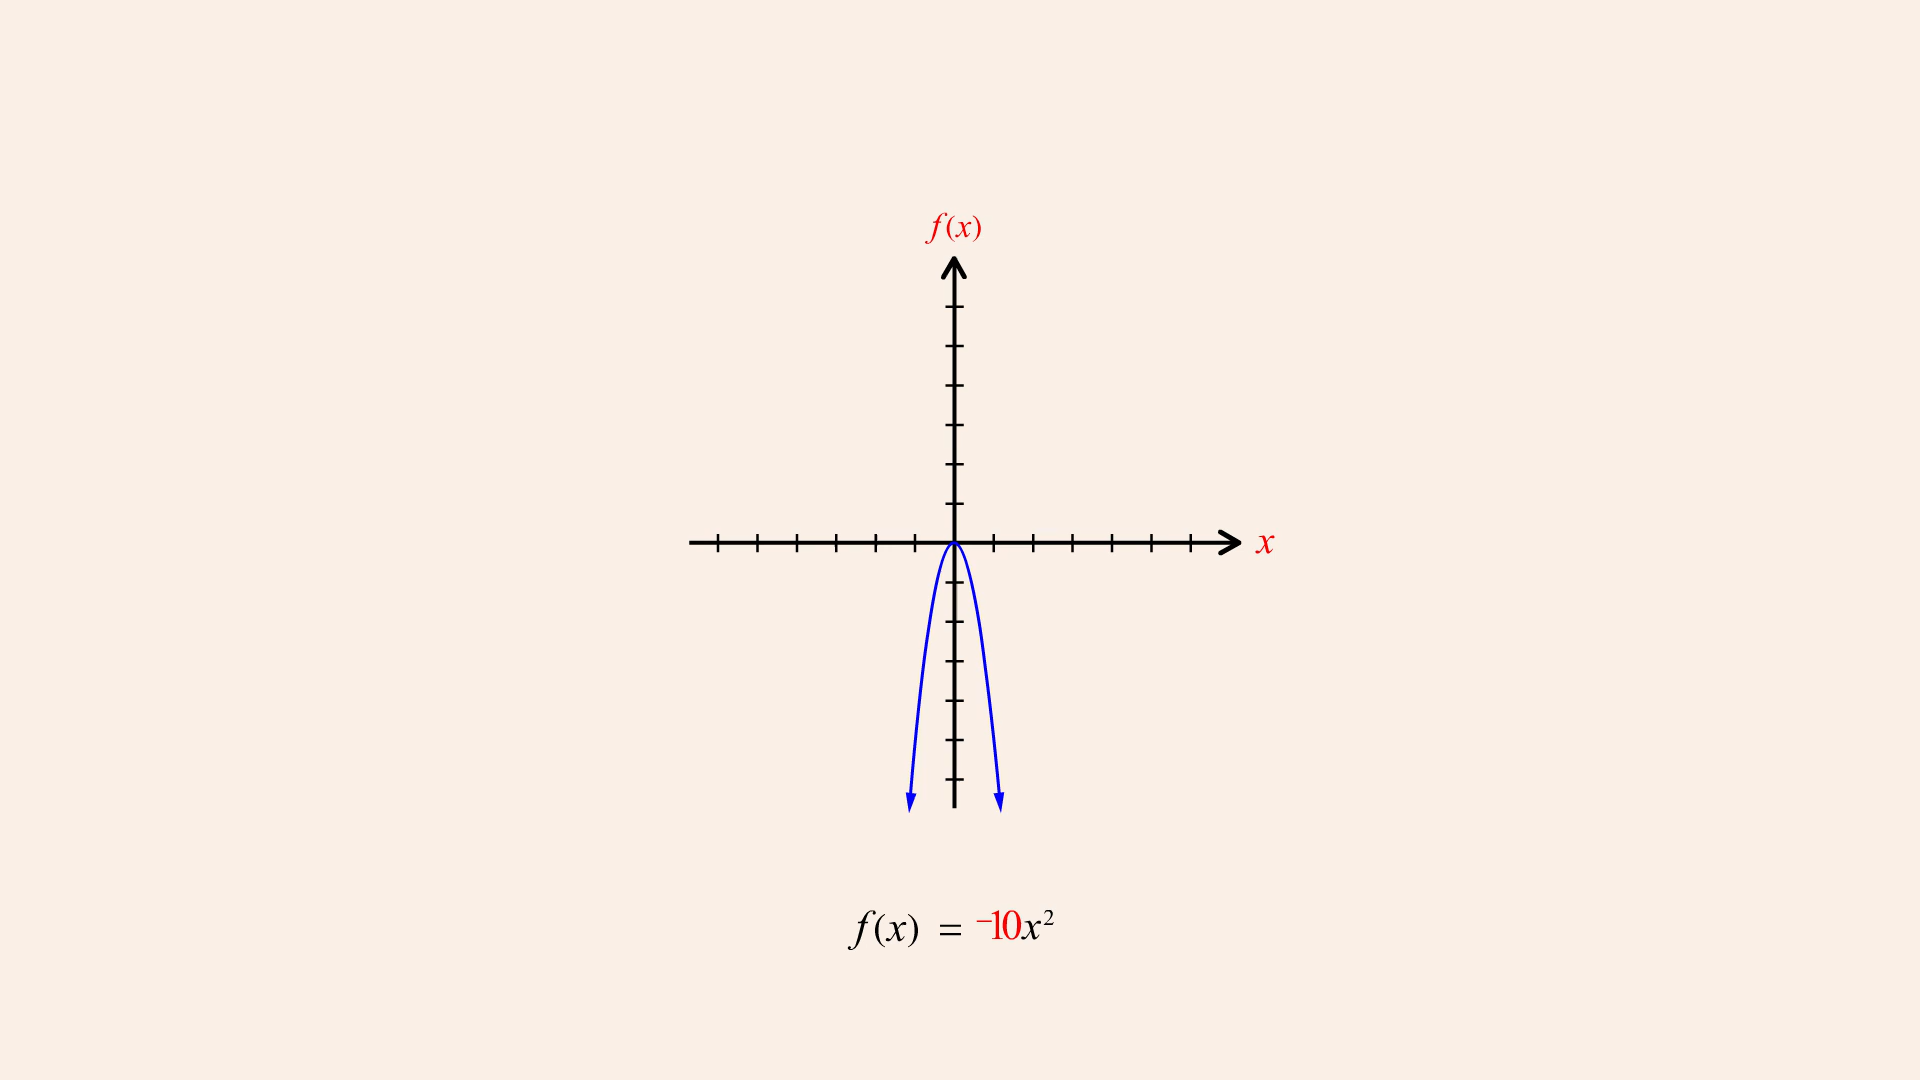 f(x)
x
f(x) = ⁻10x²